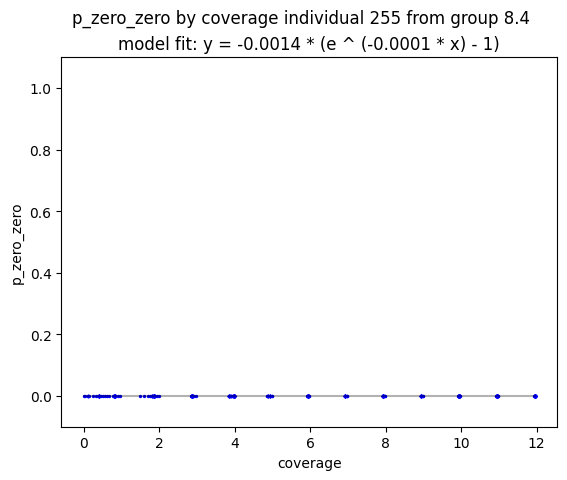 p_zero_zero by coverage individual 255 from group 8.4
model fit: y = -0.0014 * (e ^ (-0.0001 * x) - 1)
1.0
0.8
0.6
0.4
0.2
0.0
p_zero_zero
0 2 4 6 8 10 12
coverage